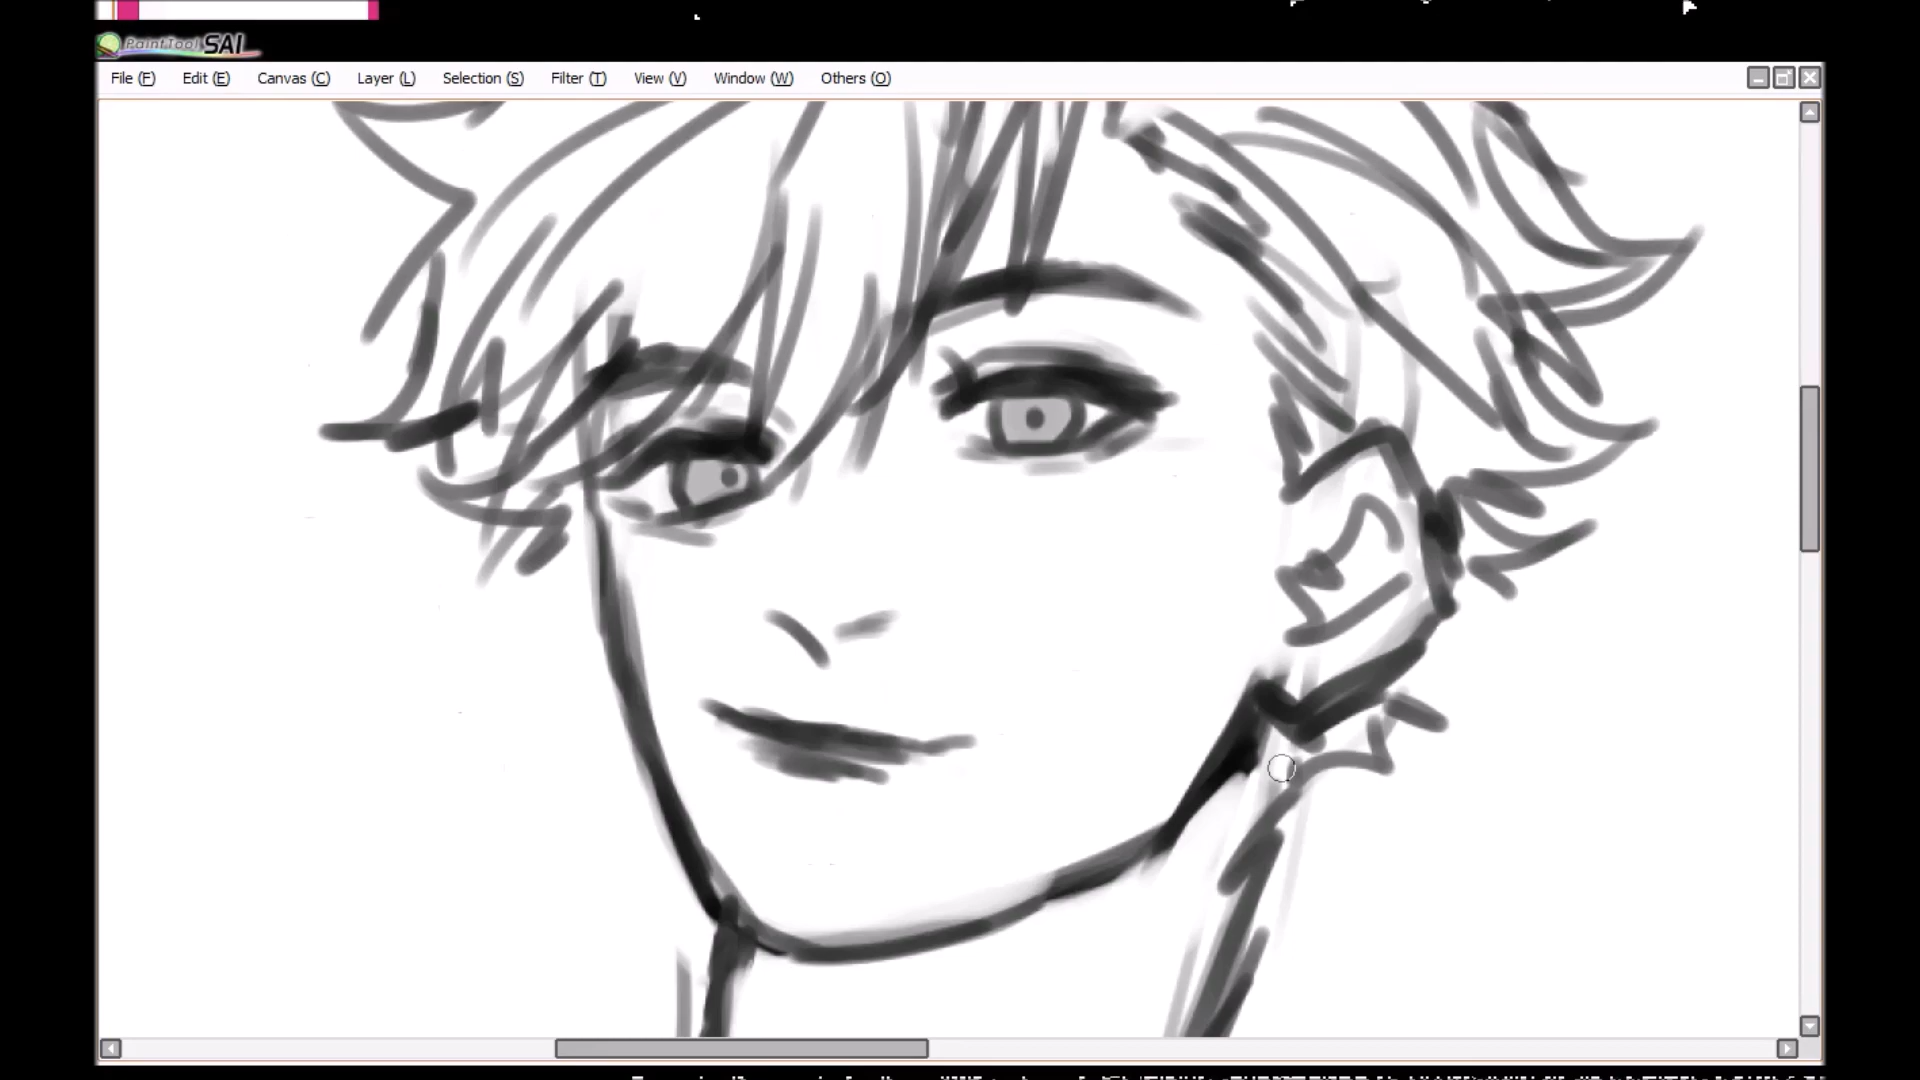 PaintTool SAI
File (F) Edit (E) Canvas (C) Layer (L) Selection (S) Filter (T) View (V) Window (W) Others (O)